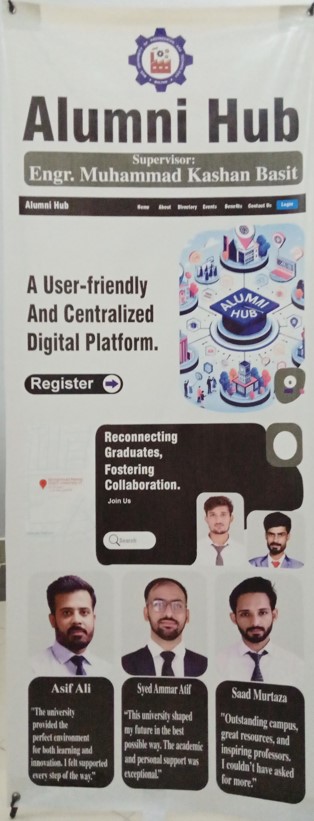 Alumni Hub
Supervisor:
Engr. Muhammad Kashan Basit
Alumni Hub Home About Directory Events Benefits Contact Us Login
A User-friendly
And Centralized
Digital Platform.
ALUMAI
HUB
Register
Reconnecting
Graduates,
Fostering
Collaboration.
Join Us
Search
Asif Ali
"The university
provided the
perfect environment
for both learning and
innovation. I felt supported
every step of the way."
Syed Ammar Atif
"This university shaped
my future in the best
possible way. The academic
and personal support was
exceptional."
Saad Murtaza
"Outstanding campus,
great resources, and
inspiring professors.
I couldn't have asked
for more."